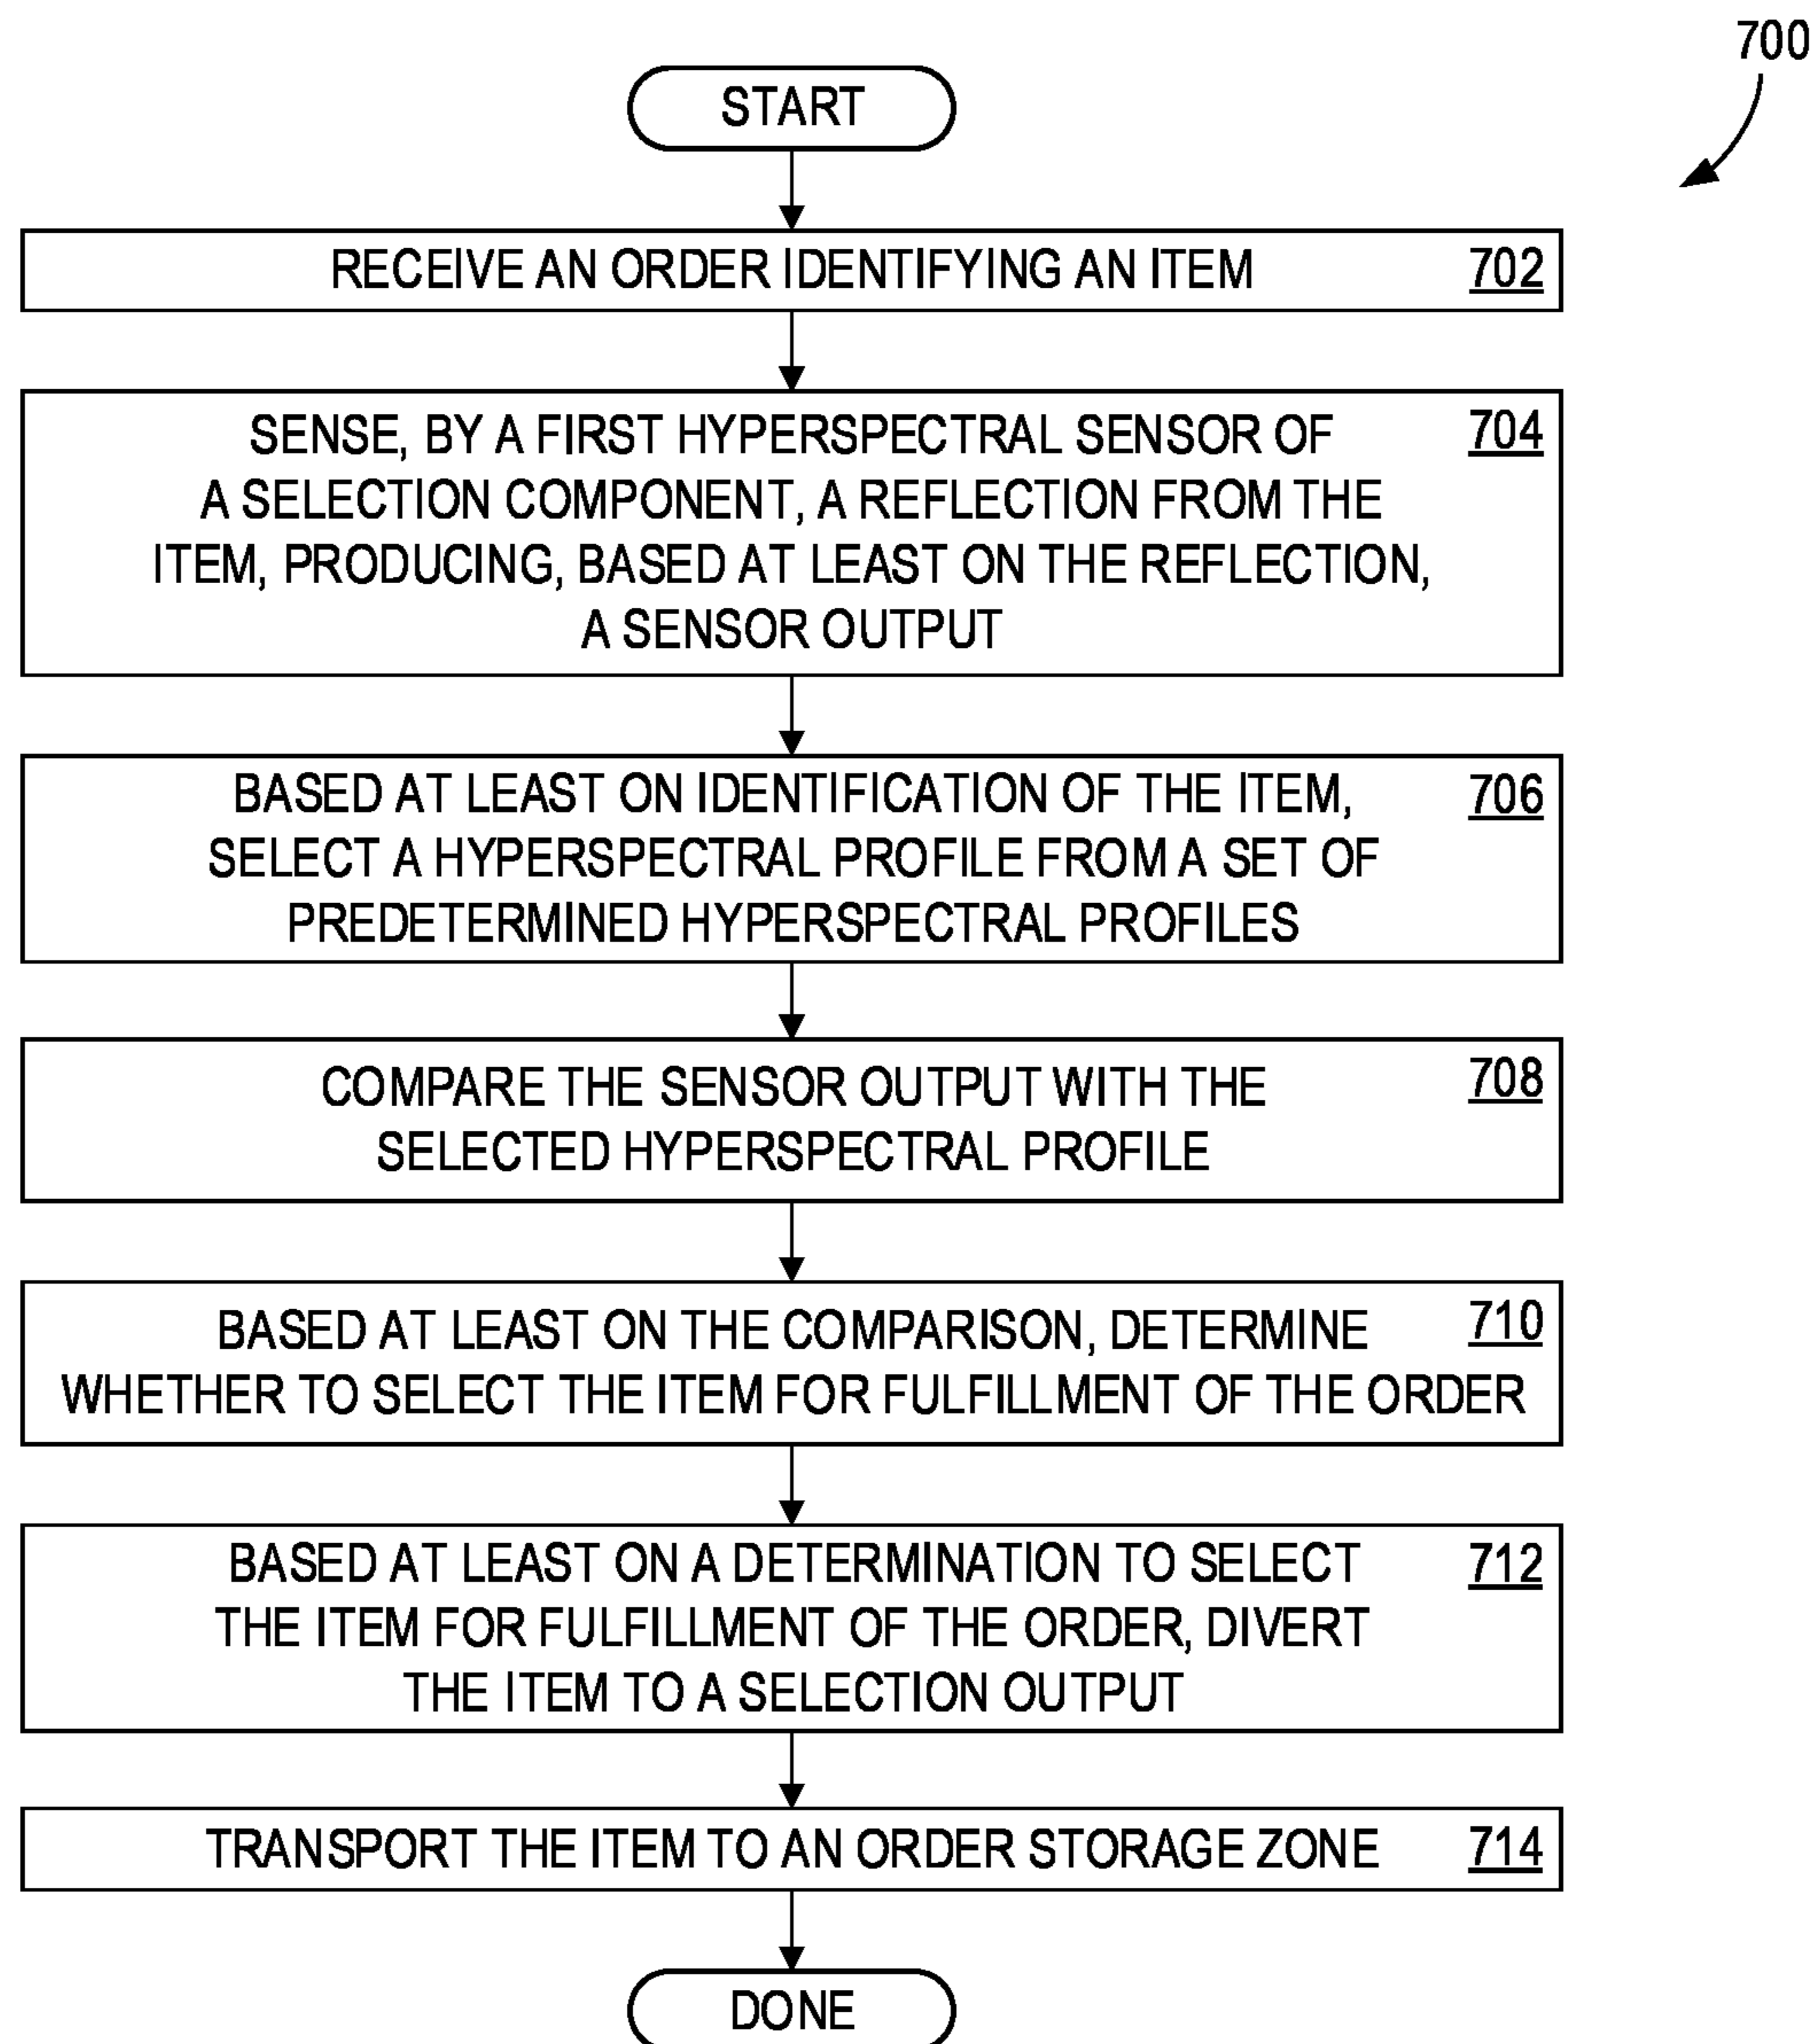 700
START
RECEIVE AN ORDER IDENTIFYING AN ITEM 702
SENSE, BY A FIRST HYPERSPECTRAL SENSOR OF 704
A SELECTION COMPONENT, A REFLECTION FROM THE
ITEM, PRODUCING, BASED AT LEAST ON THE REFLECTION,
A SENSOR OUTPUT
BASED AT LEAST ON IDENTIFICATION OF THE ITEM, 706
SELECT A HYPERSPECTRAL PROFILE FROM A SET OF
PREDETERMINED HYPERSPECTRAL PROFILES
COMPARE THE SENSOR OUTPUT WITH THE 708
SELECTED HYPERSPECTRAL PROFILE
BASED AT LEAST ON THE COMPARISON, DETERMINE 710
WHETHER TO SELECT THE ITEM FOR FULFILLMENT OF THE ORDER
BASED AT LEAST ON A DETERMINATION TO SELECT 712
THE ITEM FOR FULFILLMENT OF THE ORDER, DIVERT
THE ITEM TO A SELECTION OUTPUT
TRANSPORT THE ITEM TO AN ORDER STORAGE ZONE 714
DONE